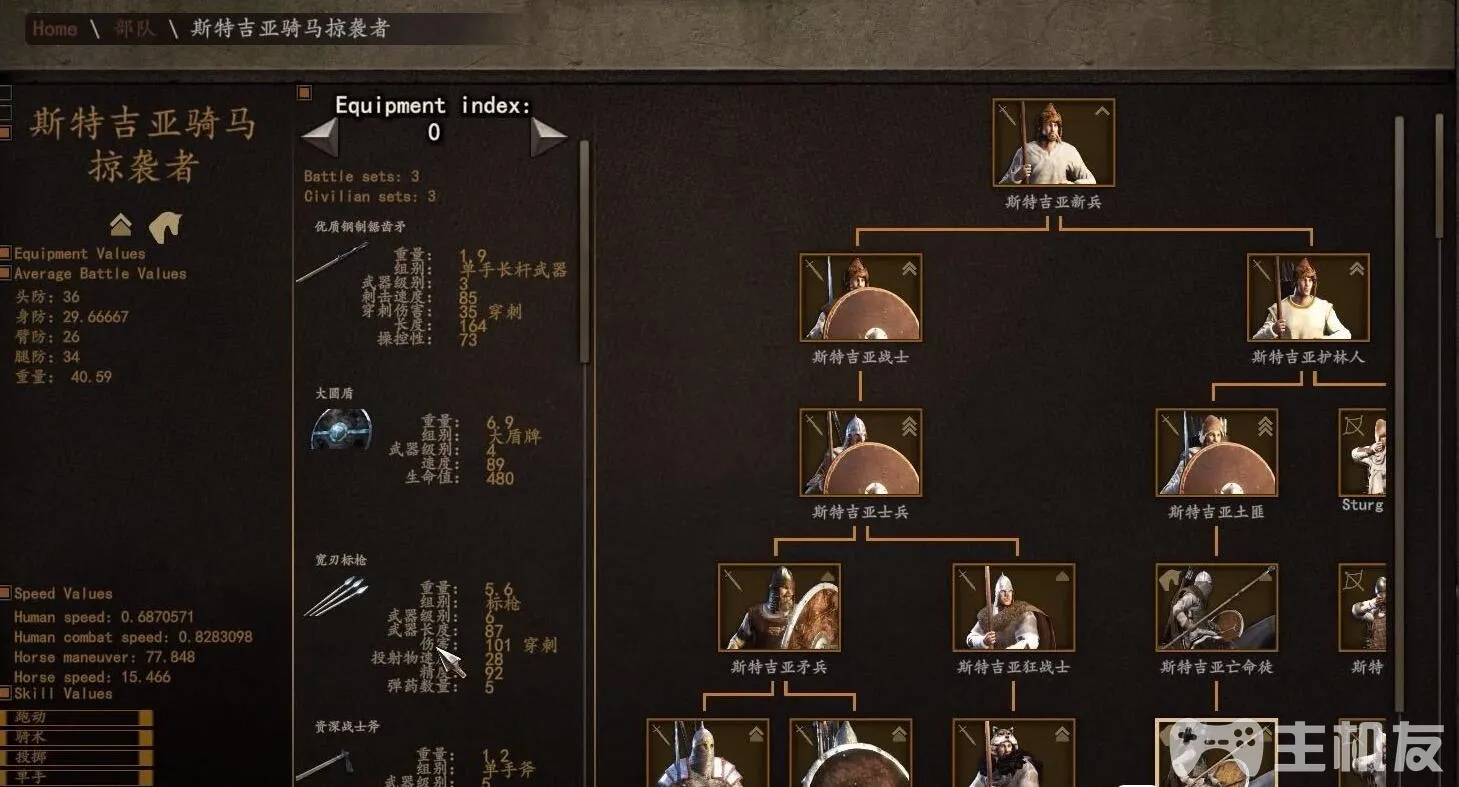 Home \ 部队 \ 斯特吉亚骑马掠袭者
斯特吉亚骑马
掠袭者
Equipment Values
Average Battle Values
头防: 36
身防: 29.66667
臂防: 26
腿防: 34
重量: 40.59
Speed Values
Human speed: 0.6870571
Human combat speed: 0.8283098
Horse maneuver: 77.848
Horse speed: 15.466
Skill Values
跑动
骑术
投掷
单手
Equipment index:
0
Battle sets: 3
Civilian sets: 3
优质钢制锯齿矛
重量: 1.9
组别: 单手长杆武器
武器级别: 3
刺击速度: 85
穿刺伤害: 35 穿刺
长度: 164
操控性: 73
大圆盾
重量: 6.9
组别: 大盾牌
武器级别: 4
速度: 89
生命值: 480
宽刃标枪
重量: 5.6
组别: 标枪
武器级别: 6
武器长度: 87
伤害: 101 穿刺
投射物速 28
精度: 92
弹药数量: 5
资深战士斧
重量: 1.2
组别: 单手斧
武器级别: 5
斯特吉亚新兵
斯特吉亚战士
斯特吉亚护林人
斯特吉亚士兵
斯特吉亚土匪
Sturg
斯特吉亚矛兵
斯特吉亚狂战士
斯特吉亚亡命徒
斯特
主机友